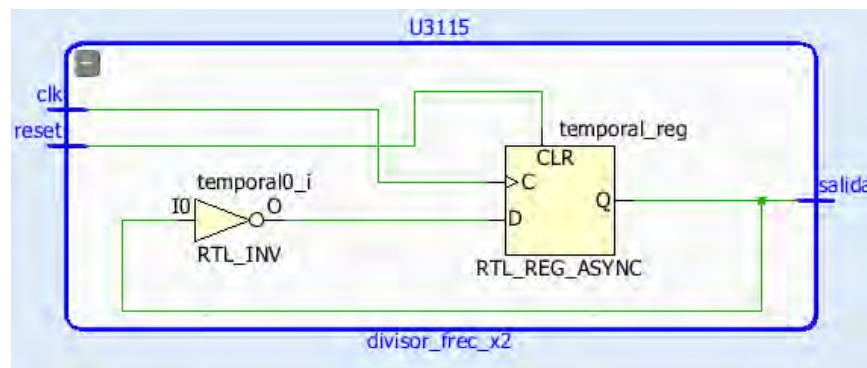 U3115
clk
reset
temporal_reg
CLR
temporal0_i
C
I0
O
Q
salida
D
RTL_INV
RTL_REG_ASYNC
divisor_frec_x2